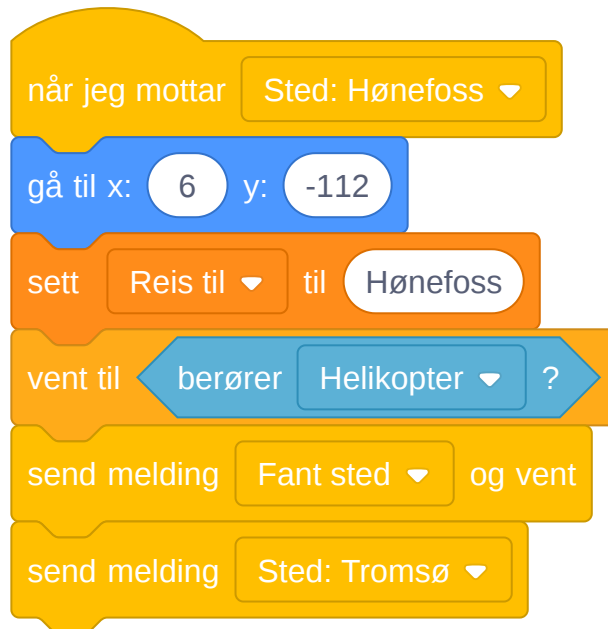 når jeg mottar Sted: Hønefoss
gå til x: 6 y: -112
sett Reis til til Hønefoss
vent til berører Helikopter ?
send melding Fant sted og vent
send melding Sted: Tromsø